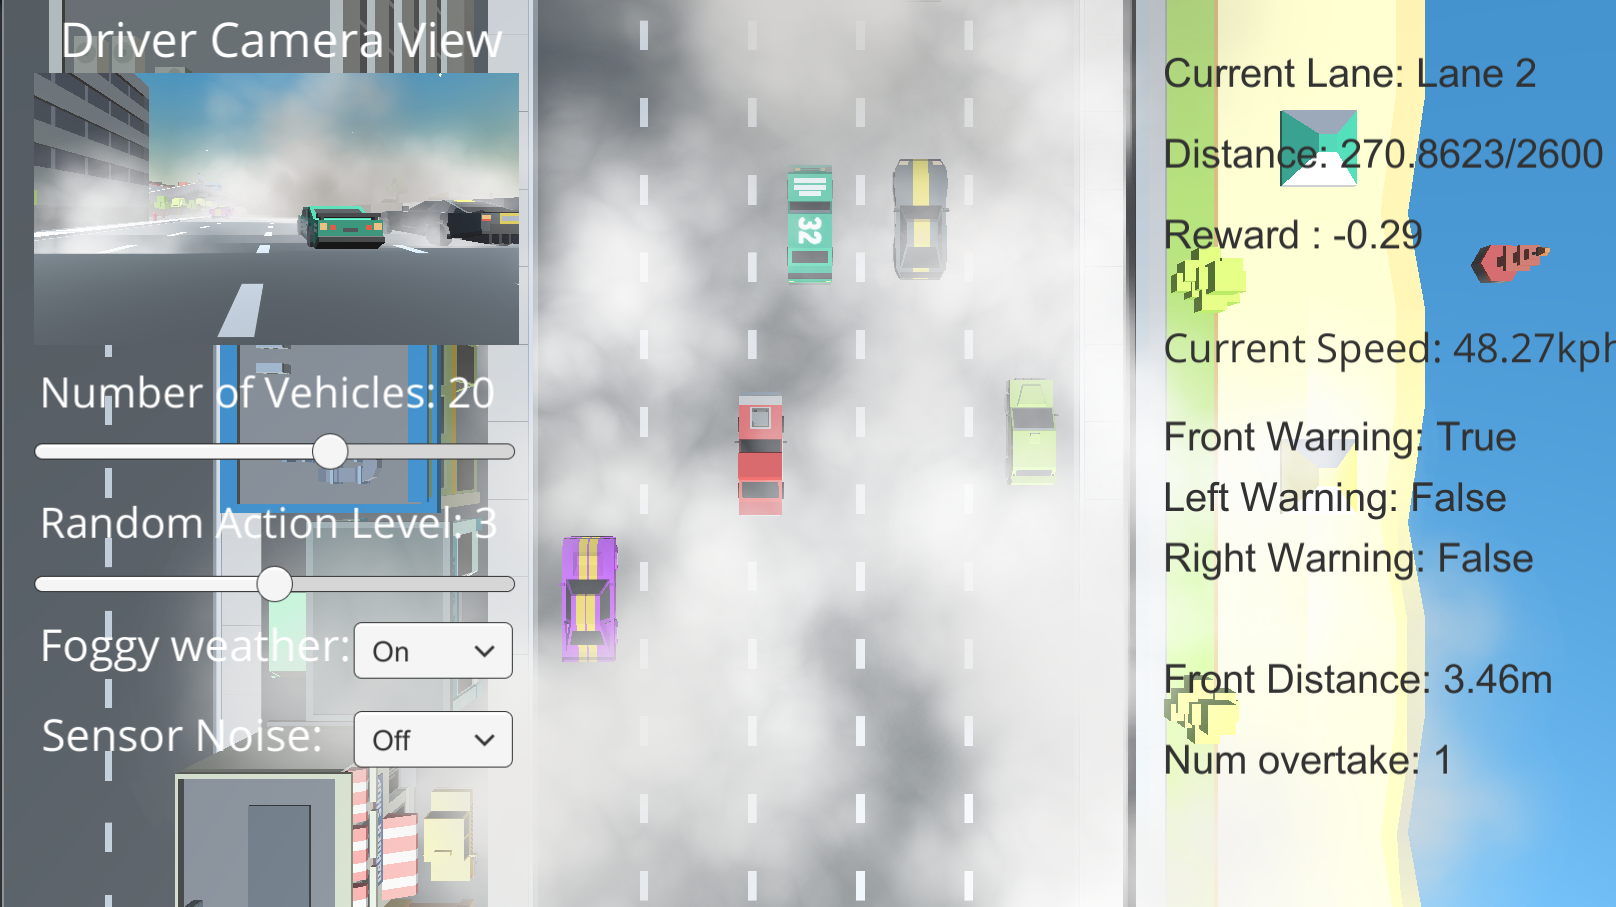 Driver Camera View
Number of Vehicles: 20
Random Action Level: 3
Foggy weather: On
Sensor Noise: Off
32
Current Lane: Lane 2
Distance: 270.8623/2600
Reward : -0.29
Current Speed: 48.27kph
Front Warning: True
Left Warning: False
Right Warning: False
Front Distance: 3.46m
Num overtake: 1